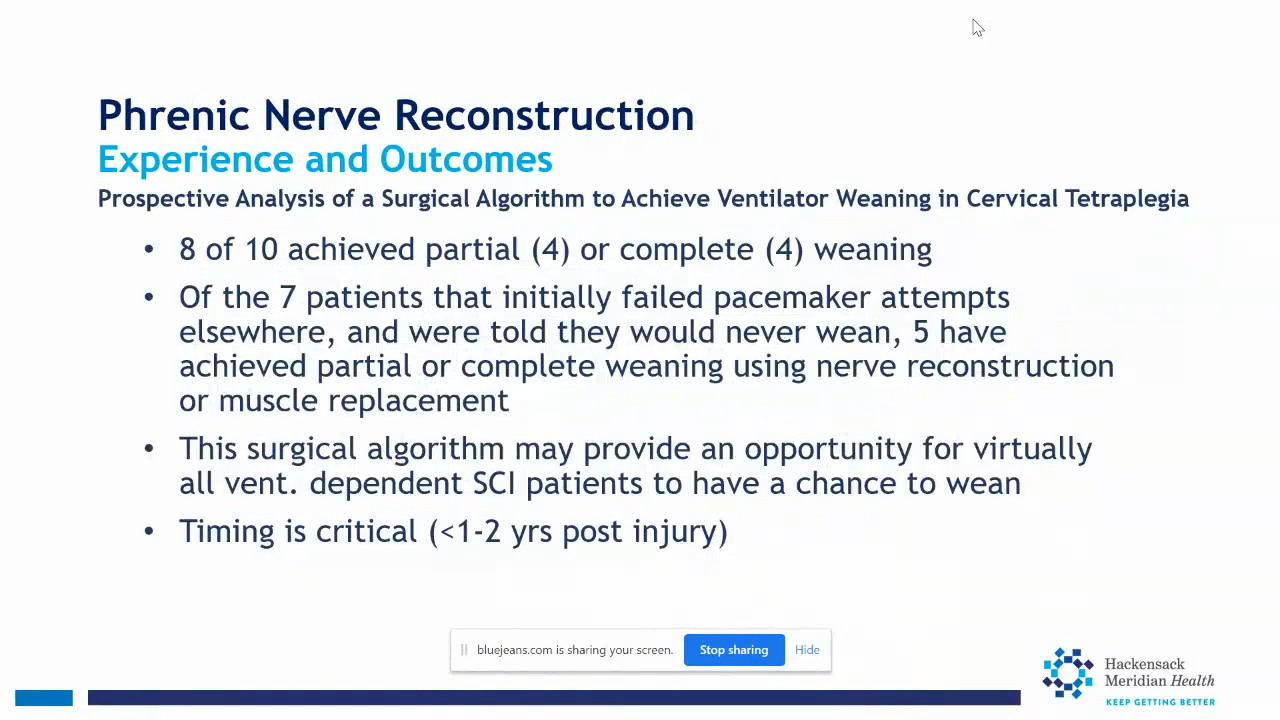 Phrenic Nerve Reconstruction
Experience and Outcomes
Prospective Analysis of a Surgical Algorithm to Achieve Ventilator Weaning in Cervical Tetraplegia
• 8 of 10 achieved partial (4) or complete (4) weaning
• Of the 7 patients that initially failed pacemaker attempts
elsewhere, and were told they would never wean, 5 have
achieved partial or complete weaning using nerve reconstruction
or muscle replacement
• This surgical algorithm may provide an opportunity for virtually
all vent. dependent SCI patients to have a chance to wean
• Timing is critical (<1-2 yrs post injury)
bluejeans.com is sharing your screen. Stop sharing Hide
Hackensack
Meridian Health
KEEP GETTING BETTER